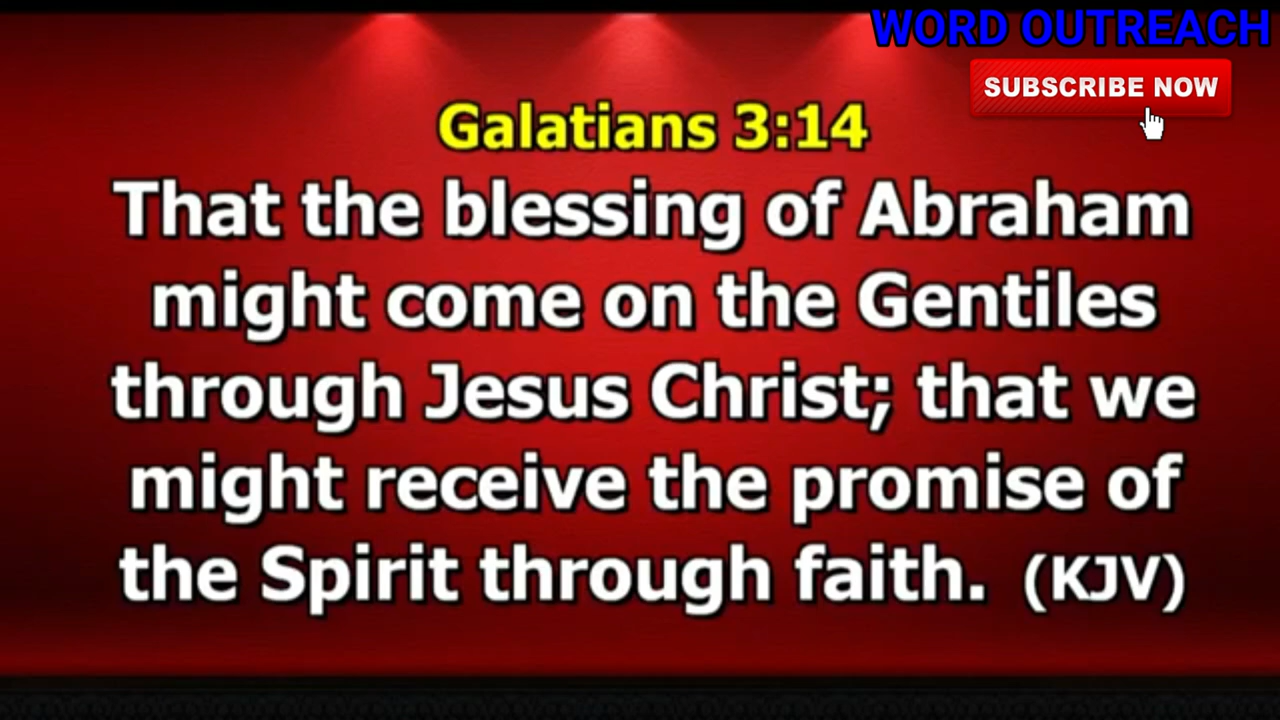 WORD OUTREACH
SUBSCRIBE NOW
Galatians 3:14
That the blessing of Abraham
might come on the Gentiles
through Jesus Christ; that we
might receive the promise of
the Spirit through faith. (KJV)